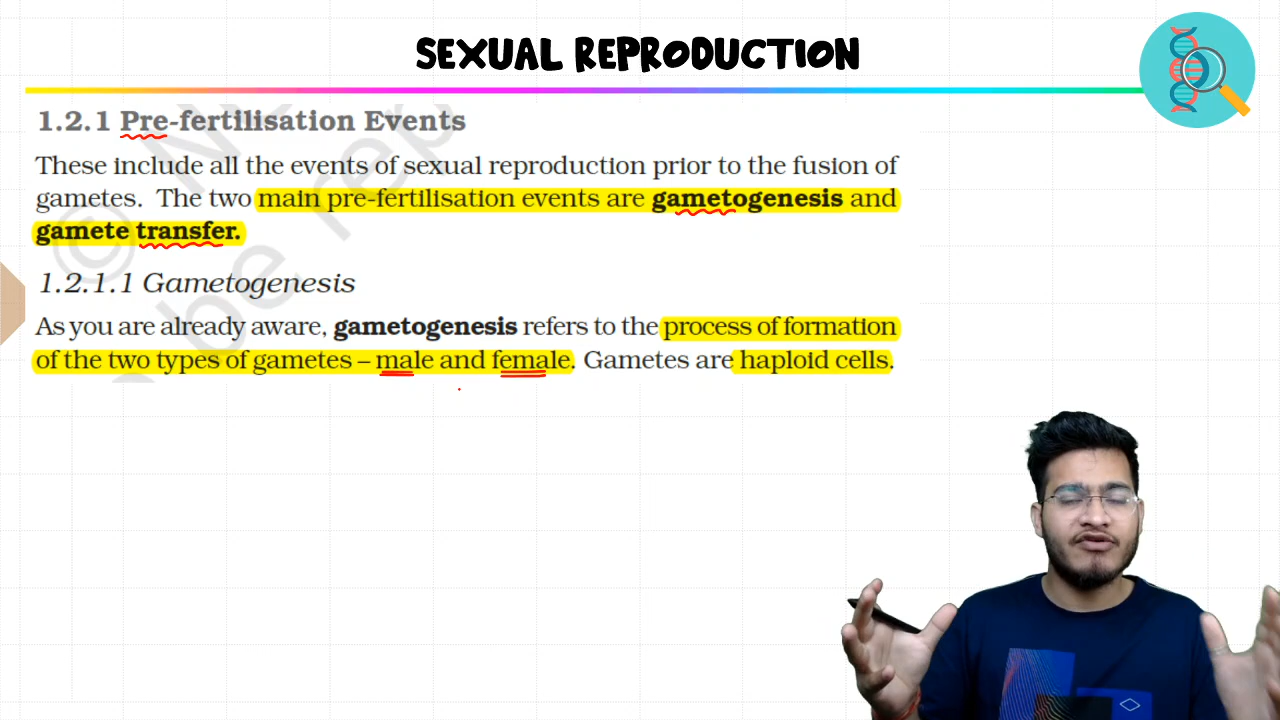 SEXUAL REPRODUCTION
1.2.1 Pre-fertilisation Events
These include all the events of sexual reproduction prior to the fusion of
gametes. The two main pre-fertilisation events are gametogenesis and
gamete transfer.
1.2.1.1 Gametogenesis
As you are already aware, gametogenesis refers to the process of formation
of the two types of gametes – male and female. Gametes are haploid cells.
© N
be rep